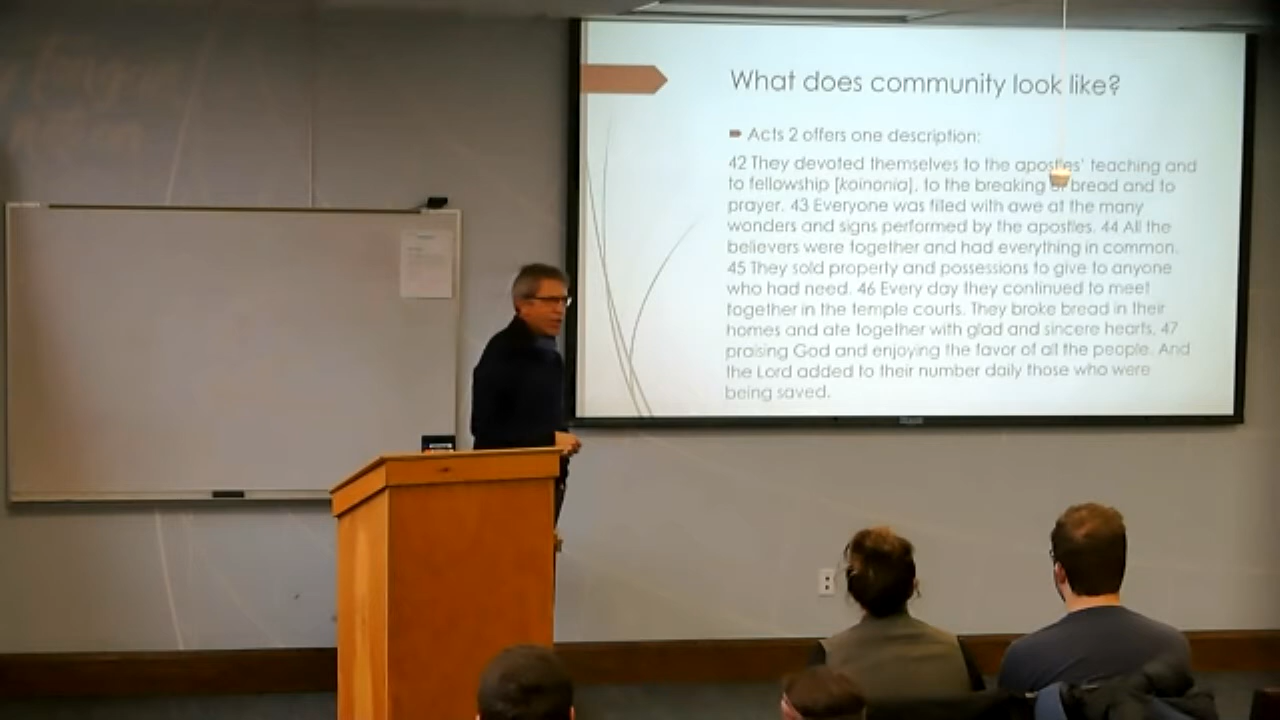 What does community look like?
Acts 2 offers one description:
42 They devoted themselves to the apostles' teaching and
to fellowship [koinonia], to the breaking of bread and to
prayer. 43 Everyone was filled with awe at the many
wonders and signs performed by the apostles. 44 All the
believers were together and had everything in common.
45 They sold property and possessions to give to anyone
who had need. 46 Every day they continued to meet
together in the temple courts. They broke bread in their
homes and ate together with glad and sincere hearts, 47
praising God and enjoying the favor of all the people. And
the Lord added to their number daily those who were
being saved.